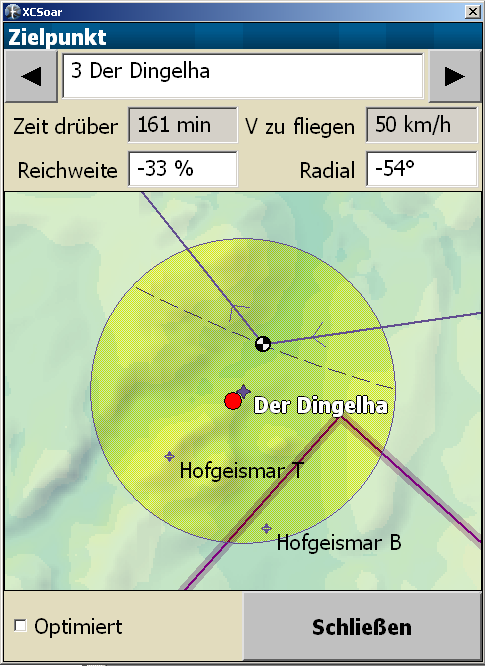 XCSoar
Zielpunkt
3 Der Dingelha
Zeit drüber 161 min V zu fliegen 50 km/h
Reichweite -33 % Radial -54°
Der Dingelha
Hofgeismar T
Hofgeismar B
Optimiert Schließen